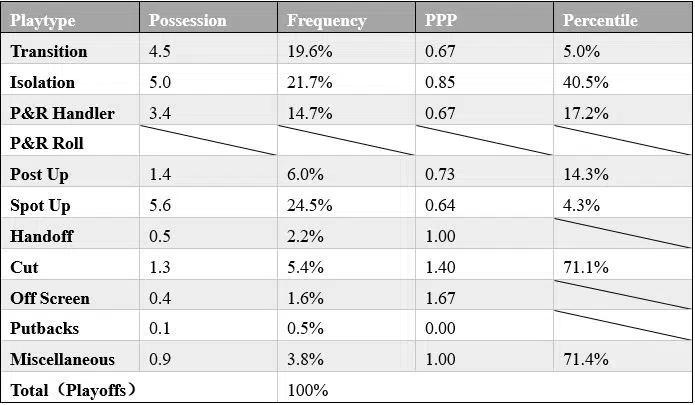 Playtype Possession Frequency PPP Percentile
Transition 4.5 19.6% 0.67 5.0%
Isolation 5.0 21.7% 0.85 40.5%
P&R Handler 3.4 14.7% 0.67 17.2%
P&R Roll
Post Up 1.4 6.0% 0.73 14.3%
Spot Up 5.6 24.5% 0.64 4.3%
Handoff 0.5 2.2% 1.00
Cut 1.3 5.4% 1.40 71.1%
Off Screen 0.4 1.6% 1.67
Putbacks 0.1 0.5% 0.00
Miscellaneous 0.9 3.8% 1.00 71.4%
Total（Playoffs） 100%